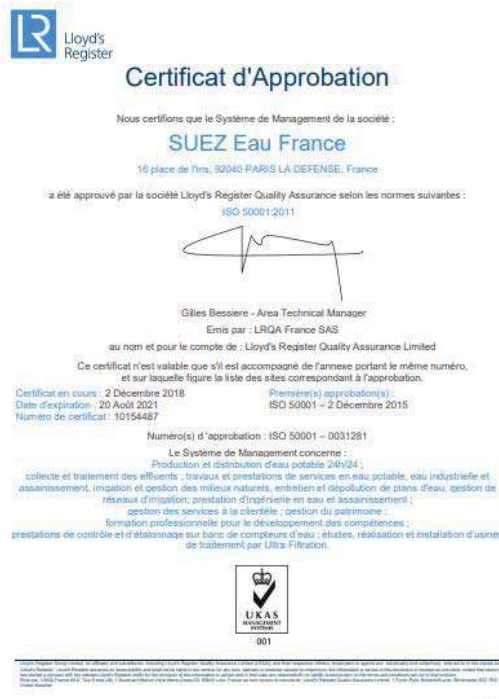 LR
Lloyd's
Register
Certificat d'Approbation
Nous certifions que le Système de Management de la société :
SUEZ Eau France
16 place de l'Iris, 92040 PARIS LA DEFENSE, France
a été approuvé par la société Lloyd's Register Quality Assurance selon les normes suivantes :
ISO 50001:2011
Gilles Bessiere - Area Technical Manager
Emis par : LRQA France SAS
au nom et pour le compte de : Lloyd's Register Quality Assurance Limited
Ce certificat n'est valable que s'il est accompagné de l'annexe portant le même numéro,
et sur laquelle figure la liste des sites correspondant à l'approbation.
Certificat en cours : 2 Décembre 2018
Date d'expiration : 20 Août 2021
Numéro de certificat : 10154487
Première(s) approbation(s) :
ISO 50001 – 2 Décembre 2015
Numéro(s) d'approbation : ISO 50001 – 0031281
Le Système de Management concerne :
Production et distribution d'eau potable 24h/24 ;
collecte et traitement des effluents ; travaux et prestations de services en eau potable, eau industrielle et
assainissement, irrigation et gestion des milieux naturels, entretien et dépollution de plans d'eau, gestion de
réseaux d'irrigation; prestation d'ingénierie en eau et assainissement ;
gestion des services à la clientèle ; gestion du patrimoine ;
formation professionnelle pour le développement des compétences ;
prestations de contrôle et d'étalonnage sur banc de compteurs d'eau ; études, réalisation et installation d'usines
de traitement par Ultra Filtration.
UKAS
MANAGEMENT
SYSTEMS
001